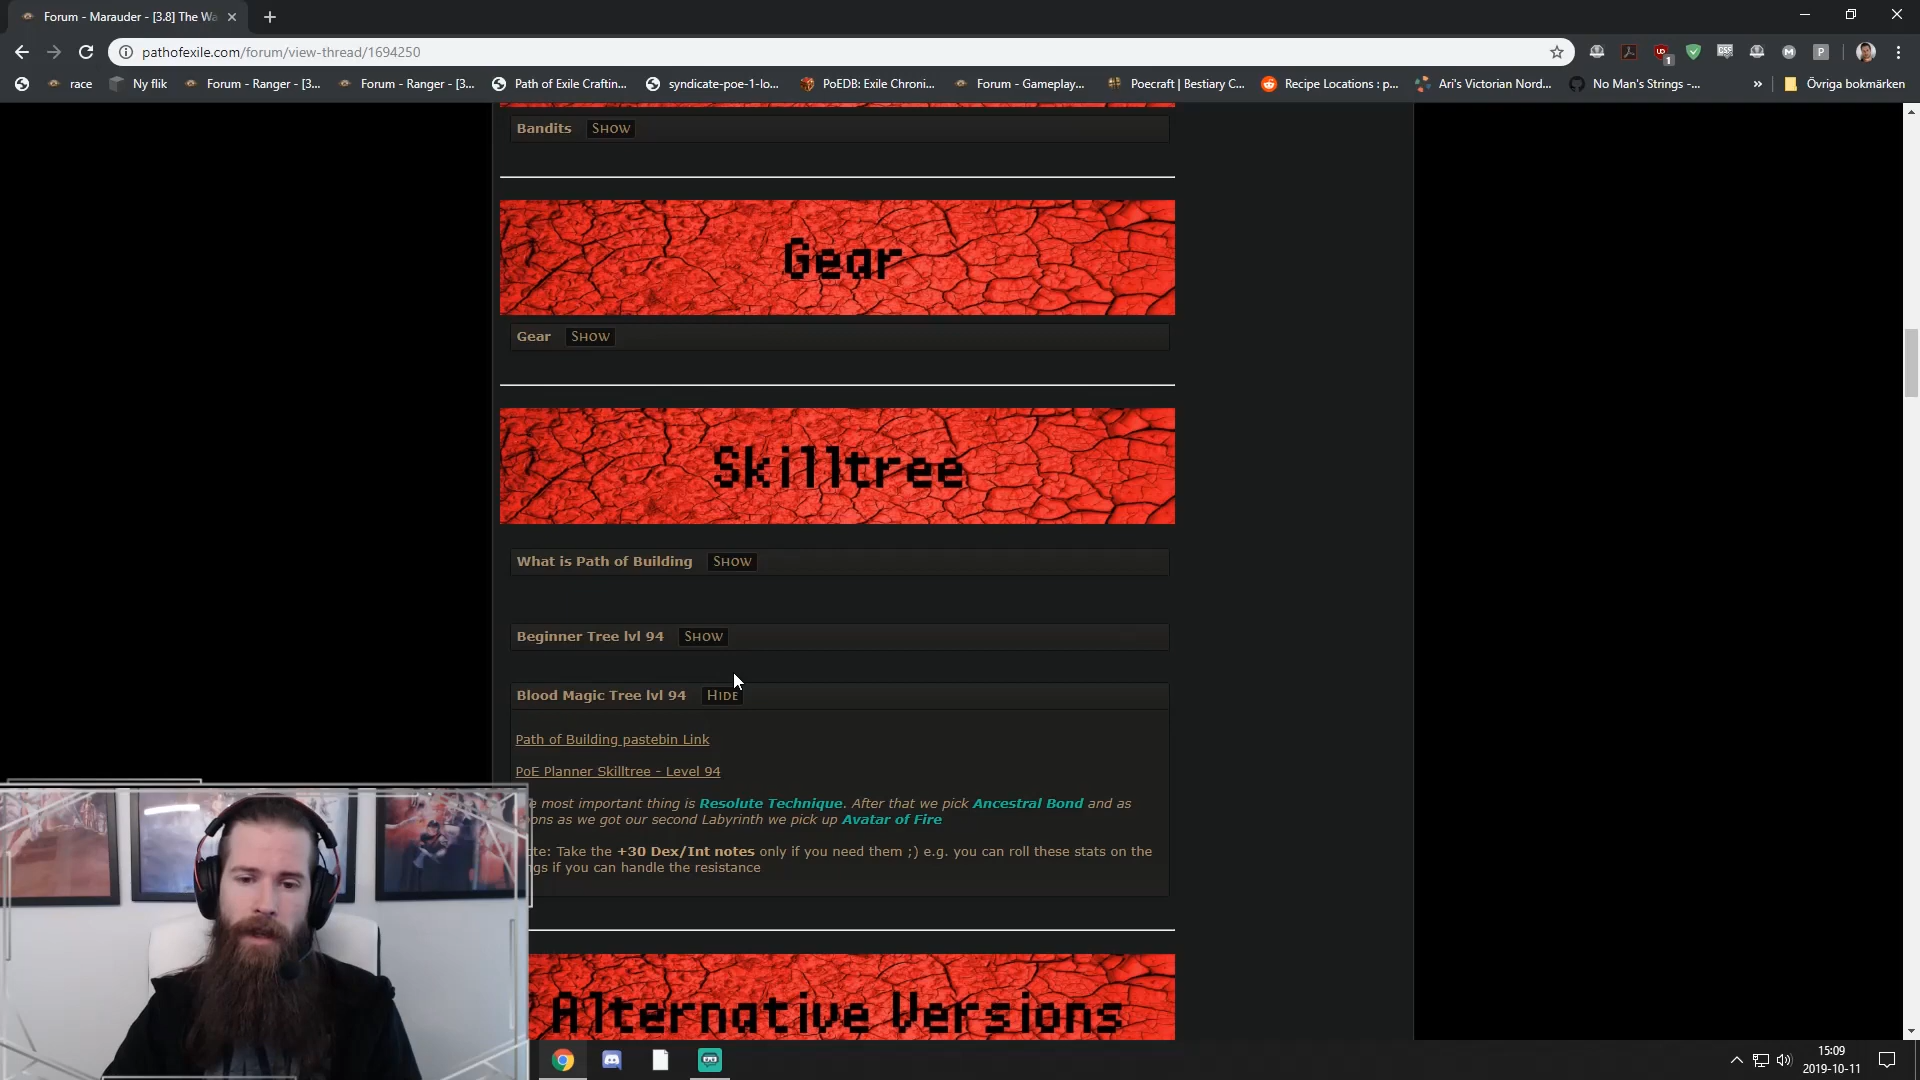 Forum - Marauder - [3.8] The Wa
pathofexile.com/forum/view-thread/1694250
race
Ny flik
Forum - Ranger - [3...
Forum - Ranger - [3...
Path of Exile Craftin...
syndicate-poe-1-lo...
PoEDB: Exile Chroni...
Forum - Gameplay...
Poecraft | Bestiary C...
Recipe Locations : p...
Ari's Victorian Nord...
No Man's Strings -...
»
Övriga bokmärken
Bandits SHOW
Gear
Gear SHOW
Skilltree
What is Path of Building SHOW
Beginner Tree lvl 94 SHOW
Blood Magic Tree lvl 94 HIDE
Path of Building pastebin Link
PoE Planner Skilltree - Level 94
e most important thing is Resolute Technique. After that we pick Ancestral Bond and as
ons as we got our second Labyrinth we pick up Avatar of Fire
te: Take the +30 Dex/Int notes only if you need them ;) e.g. you can roll these stats on the
gs if you can handle the resistance
Alternative Versions
15:09
2019-10-11